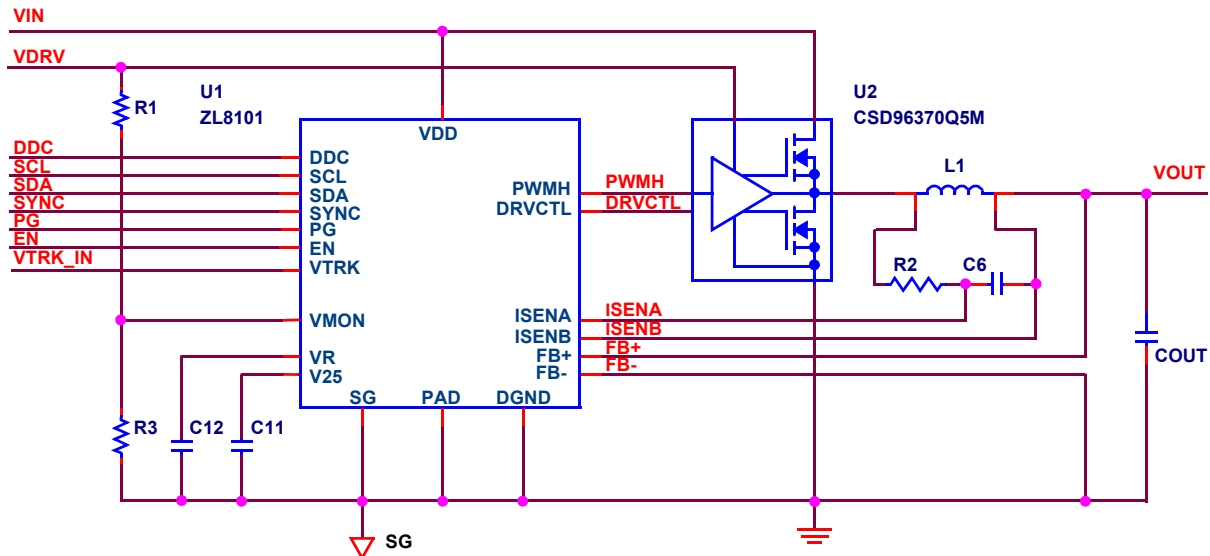 VIN
VDRV
U1
ZL8101
U2
CSD96370Q5M
R1
VDD
DDC
SCL
SDA
SYNC
PG
EN
VTRK_IN
DDC
SCL
SDA
SYNC
PG
EN
VTRK
VMON
VR
V25
PWMH
DRVCTL
PWMH
DRVCTL
L1
VOUT
R2
C6
ISENA
ISENB
FB+
FB-
ISENA
ISENB
FB+
FB-
COUT
SG
PAD
DGND
R3
C12
C11
SG